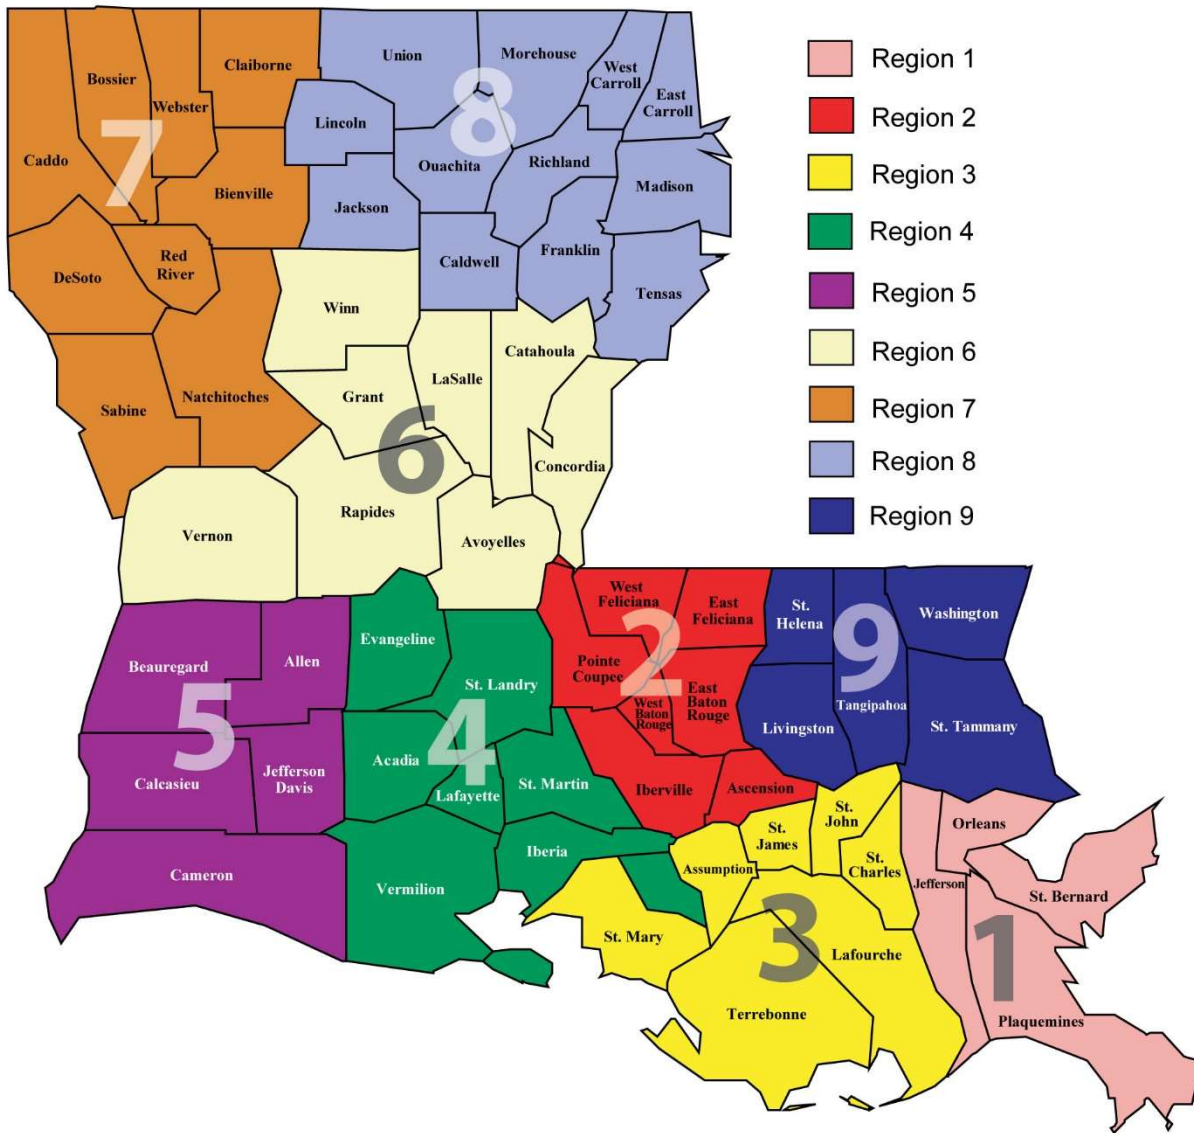 Union
Morehouse
West
Carroll
East
Carroll
Claiborne
Bossier
Webster
Lincoln
8
7
Caddo
Ouachita
Richland
Madison
Bienville
Jackson
Red
River
DeSoto
Caldwell
Franklin
Tensas
Winn
Catahoula
LaSalle
Grant
Sabine
Natchitoches
6
Concordia
Rapides
Vernon
Avoyelles
West
Feliciana
East
Feliciana
St.
Helena
Washington
9
2
Evangeline
Beauregard
Allen
Pointe
Coupee
St. Landry
East
Baton
Rouge
West
Baton
Rouge
Tangipahoa
Livingston
St. Tammany
5
4
Acadia
Calcasieu
Jefferson
Davis
Lafayette
St. Martin
Iberville
Ascension
St.
James
St.
John
Orleans
Iberia
Cameron
Vermilion
Assumption
St.
Charles
Jefferson
St. Bernard
St. Mary
3
Lafourche
1
Terrebonne
Plaquemines
Region 1
Region 2
Region 3
Region 4
Region 5
Region 6
Region 7
Region 8
Region 9